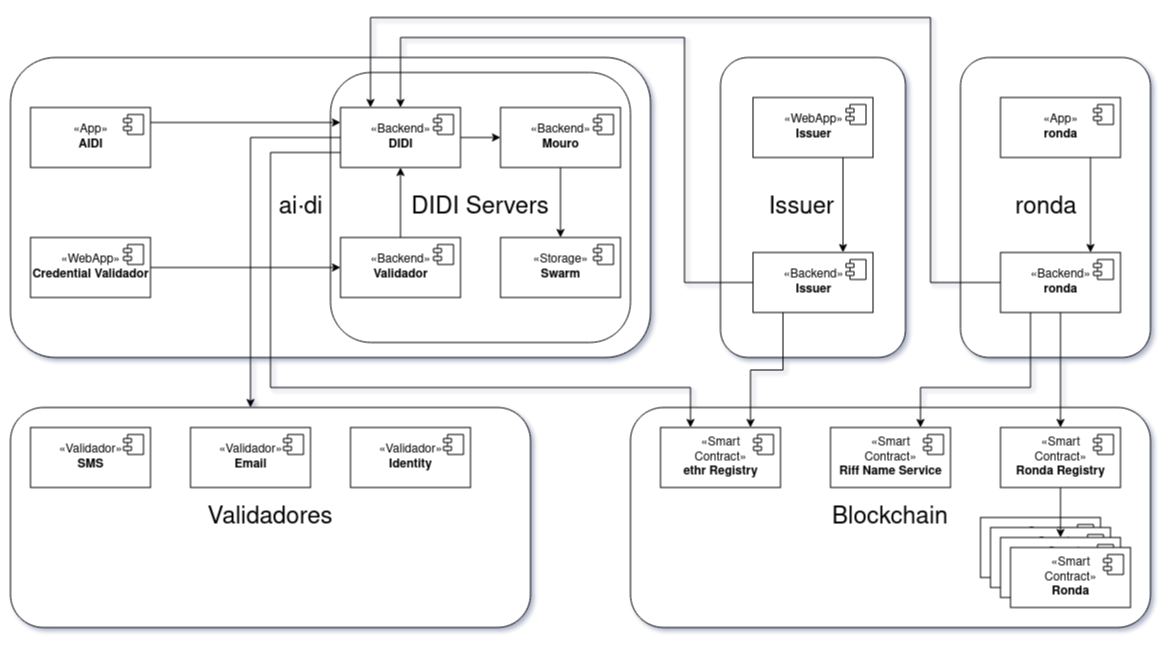 «App»
AIDI
«Backend»
DIDI
«Backend»
Mouro
ai·di
DIDI Servers
«WebApp»
Credential Validador
«Backend»
Validador
«Storage»
Swarm
«WebApp»
Issuer
Issuer
«Backend»
Issuer
«App»
ronda
ronda
«Backend»
ronda
«Validador»
SMS
«Validador»
Email
«Validador»
Identity
Validadores
«Smart
Contract»
ethr Registry
«Smart
Contract»
Riff Name Service
«Smart
Contract»
Ronda Registry
Blockchain
«Smart
Contract»
Ronda